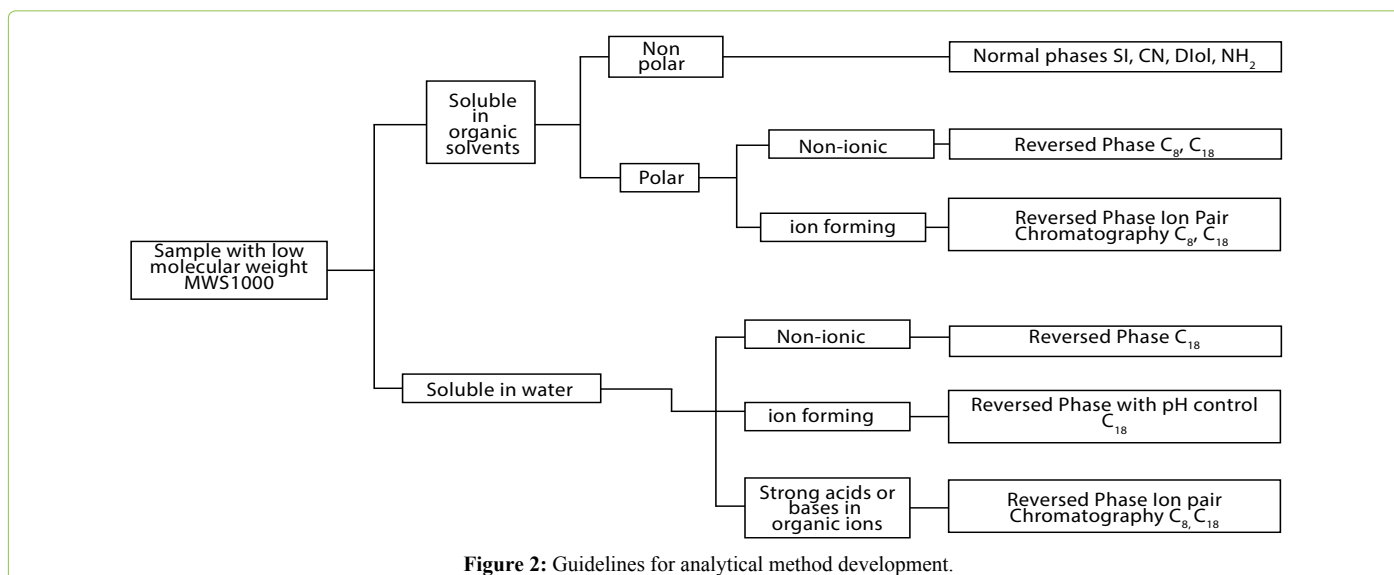 Non
polar
Normal phases SI, CN, DIol, NH₂
Soluble
in
organic
solvents
Non-ionic
Reversed Phase C₈, C₁₈
Polar
ion forming
Reversed Phase Ion Pair
Chromatography C₈, C₁₈
Sample with low
molecular weight
MWS1000
Non-ionic
Reversed Phase C₁₈
Soluble in water
ion forming
Reversed Phase with pH control
C₁₈
Strong acids or
bases in
organic ions
Reversed Phase Ion pair
Chromatography C₈, C₁₈
Figure 2: Guidelines for analytical method development.